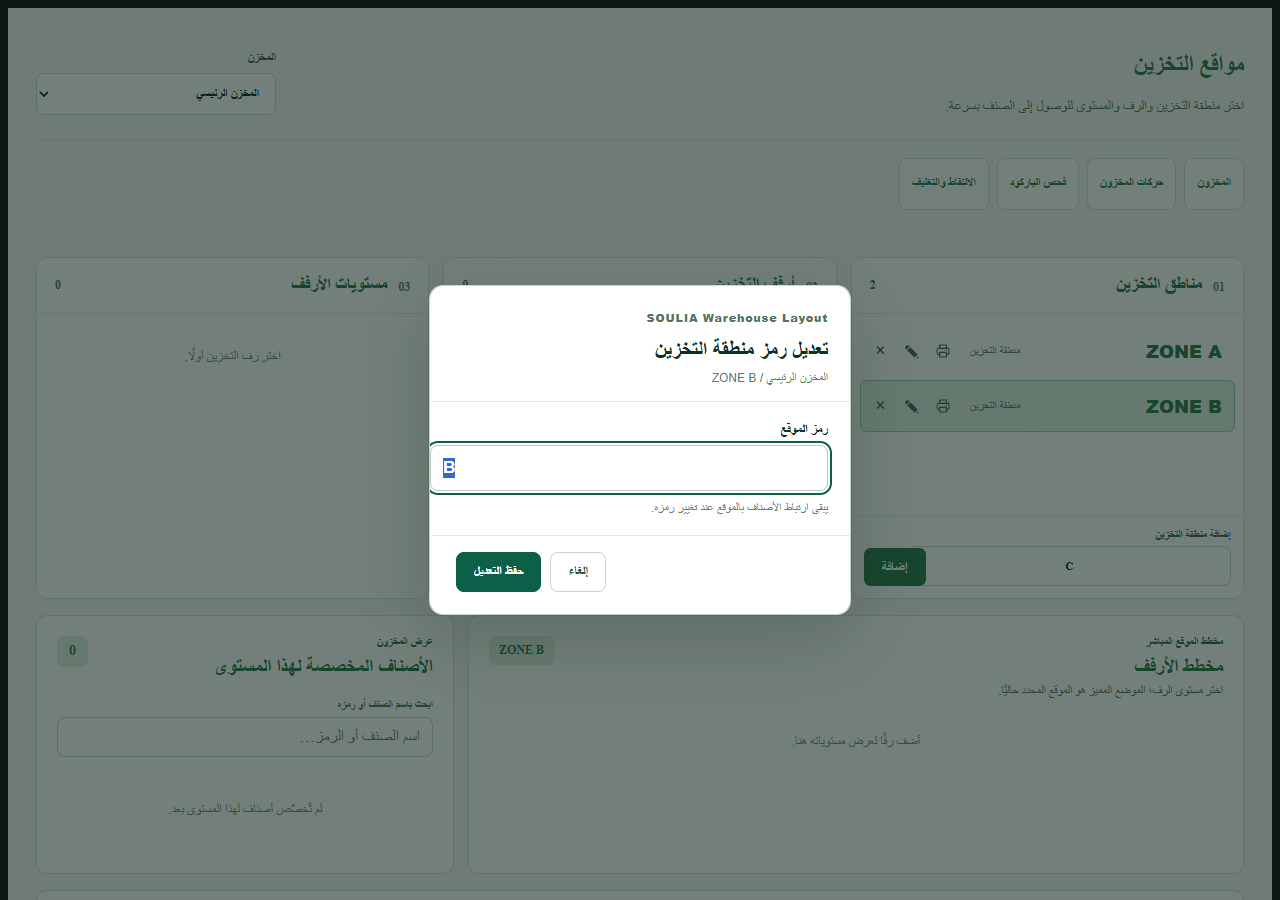 مواقع التخزين
اختر منطقة التخزين والرف والمستوى للوصول إلى الصنف بسرعة.
المخزن
المخزن الرئيسي
المخزون
حركات المخزون
فحص الباركود
الالتقاط والتغليف
01 مناطق التخزين 2
ZONE A منطقة التخزين
ZONE B منطقة التخزين
إضافة منطقة التخزين
C إضافة
03 مستويات الأرفف 0
اختر رف التخزين أولًا.
SOULIA Warehouse Layout
تعديل رمز منطقة التخزين
المخزن الرئيسي / ZONE B
رمز الموقع
B
يبقى ارتباط الأصناف بالموقع عند تغيير رمزه.
إلغاء
حفظ التعديل
مخطط الموقع المباشر
مخطط الأرفف
ZONE B
اختر مستوى الرف؛ الموضع المميز هو الموقع المحدد حاليًا.
أضف رفًا لعرض مستوياته هنا.
عرض المخزون
الأصناف المخصصة لهذا المستوى
0
ابحث باسم الصنف أو رمزه
اسم الصنف أو الرمز...
لم تُخصّص أصناف لهذا المستوى بعد.